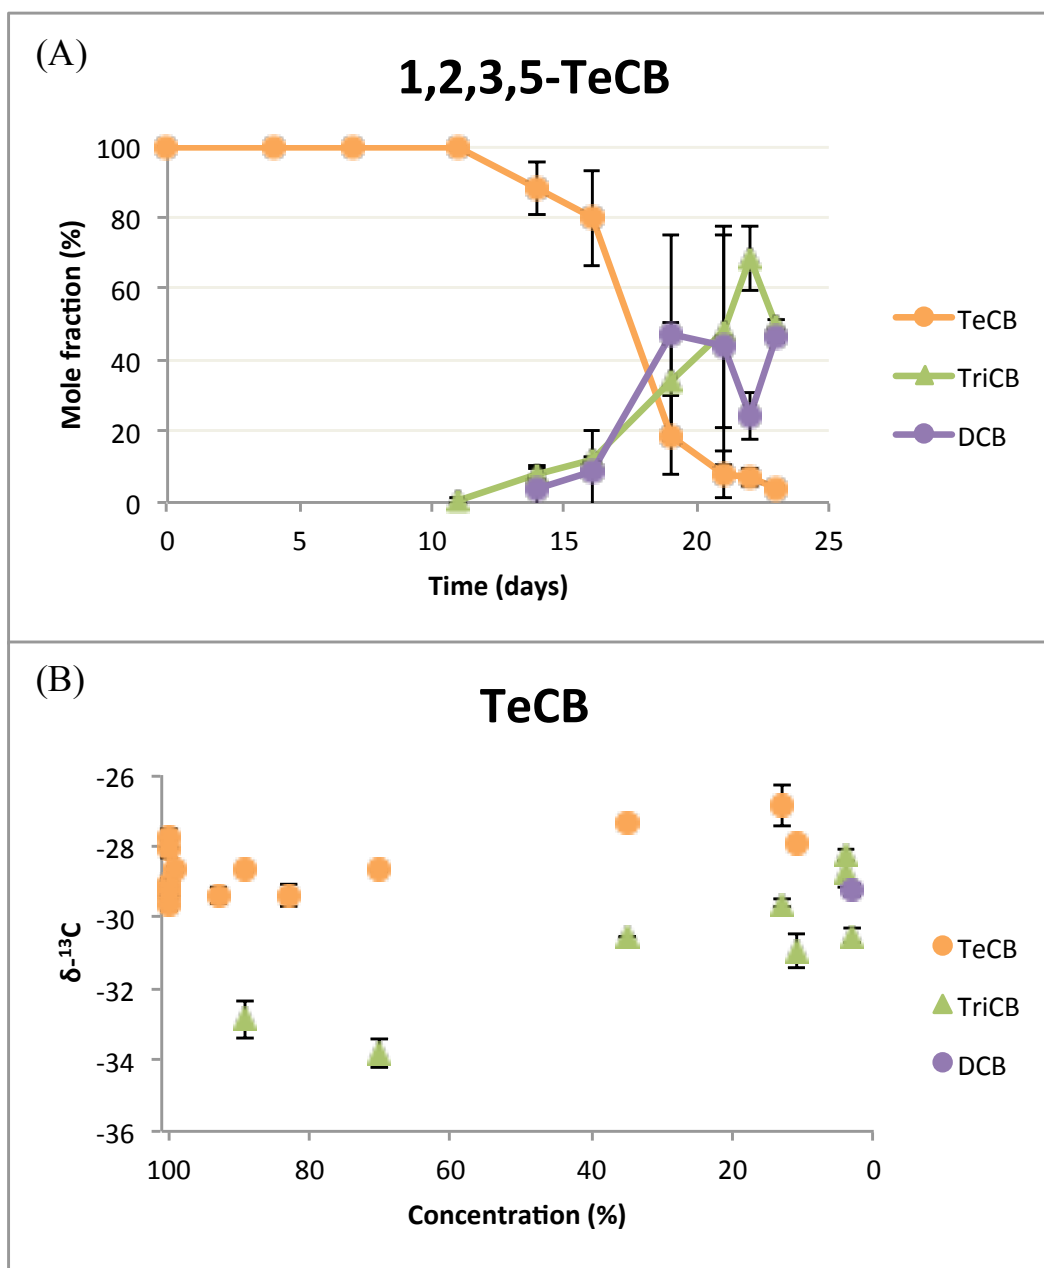 (A)
1,2,3,5-TeCB
Mole fraction (%)
100
80
60
40
20
0
0 5 10 15 20 25
Time (days)
TeCB
TriCB
DCB
(B)
TeCB
δ-¹³C
-26
-28
-30
-32
-34
-36
100 80 60 40 20 0
Concentration (%)
TeCB
TriCB
DCB